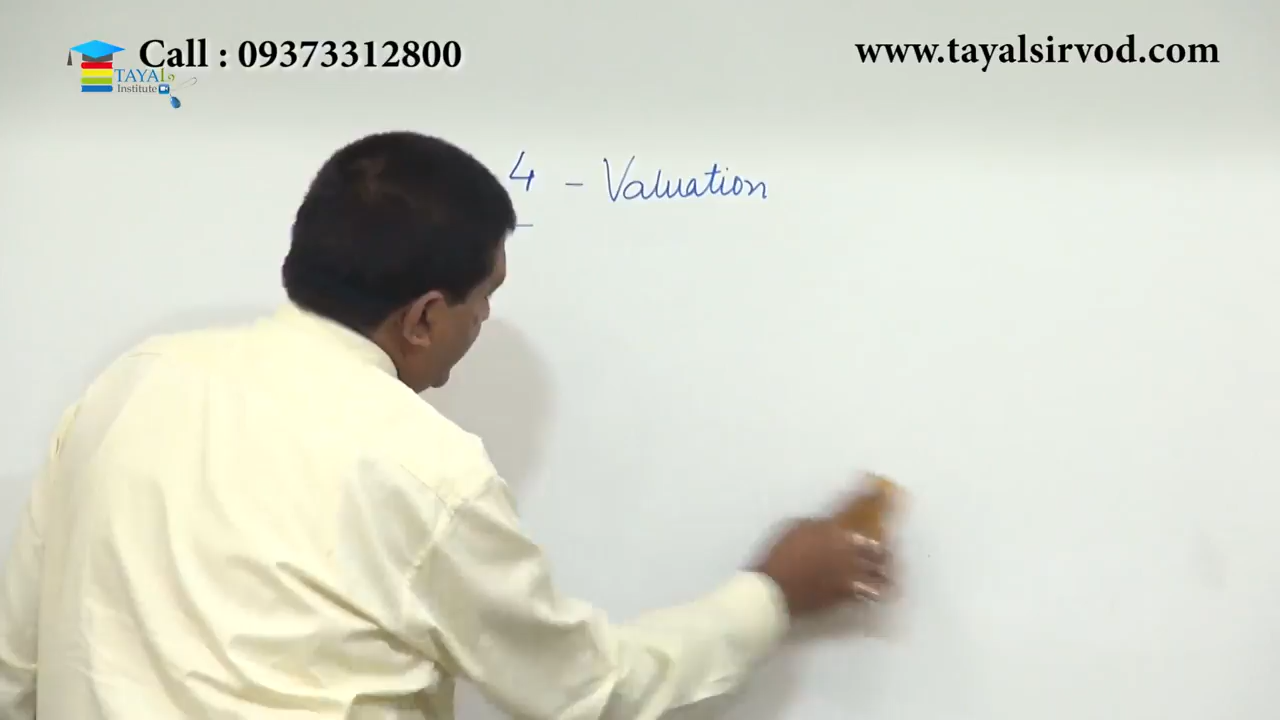 Call : 09373312800
www.tayalsirvod.com
TAYAL
Institute
4 - Valuation